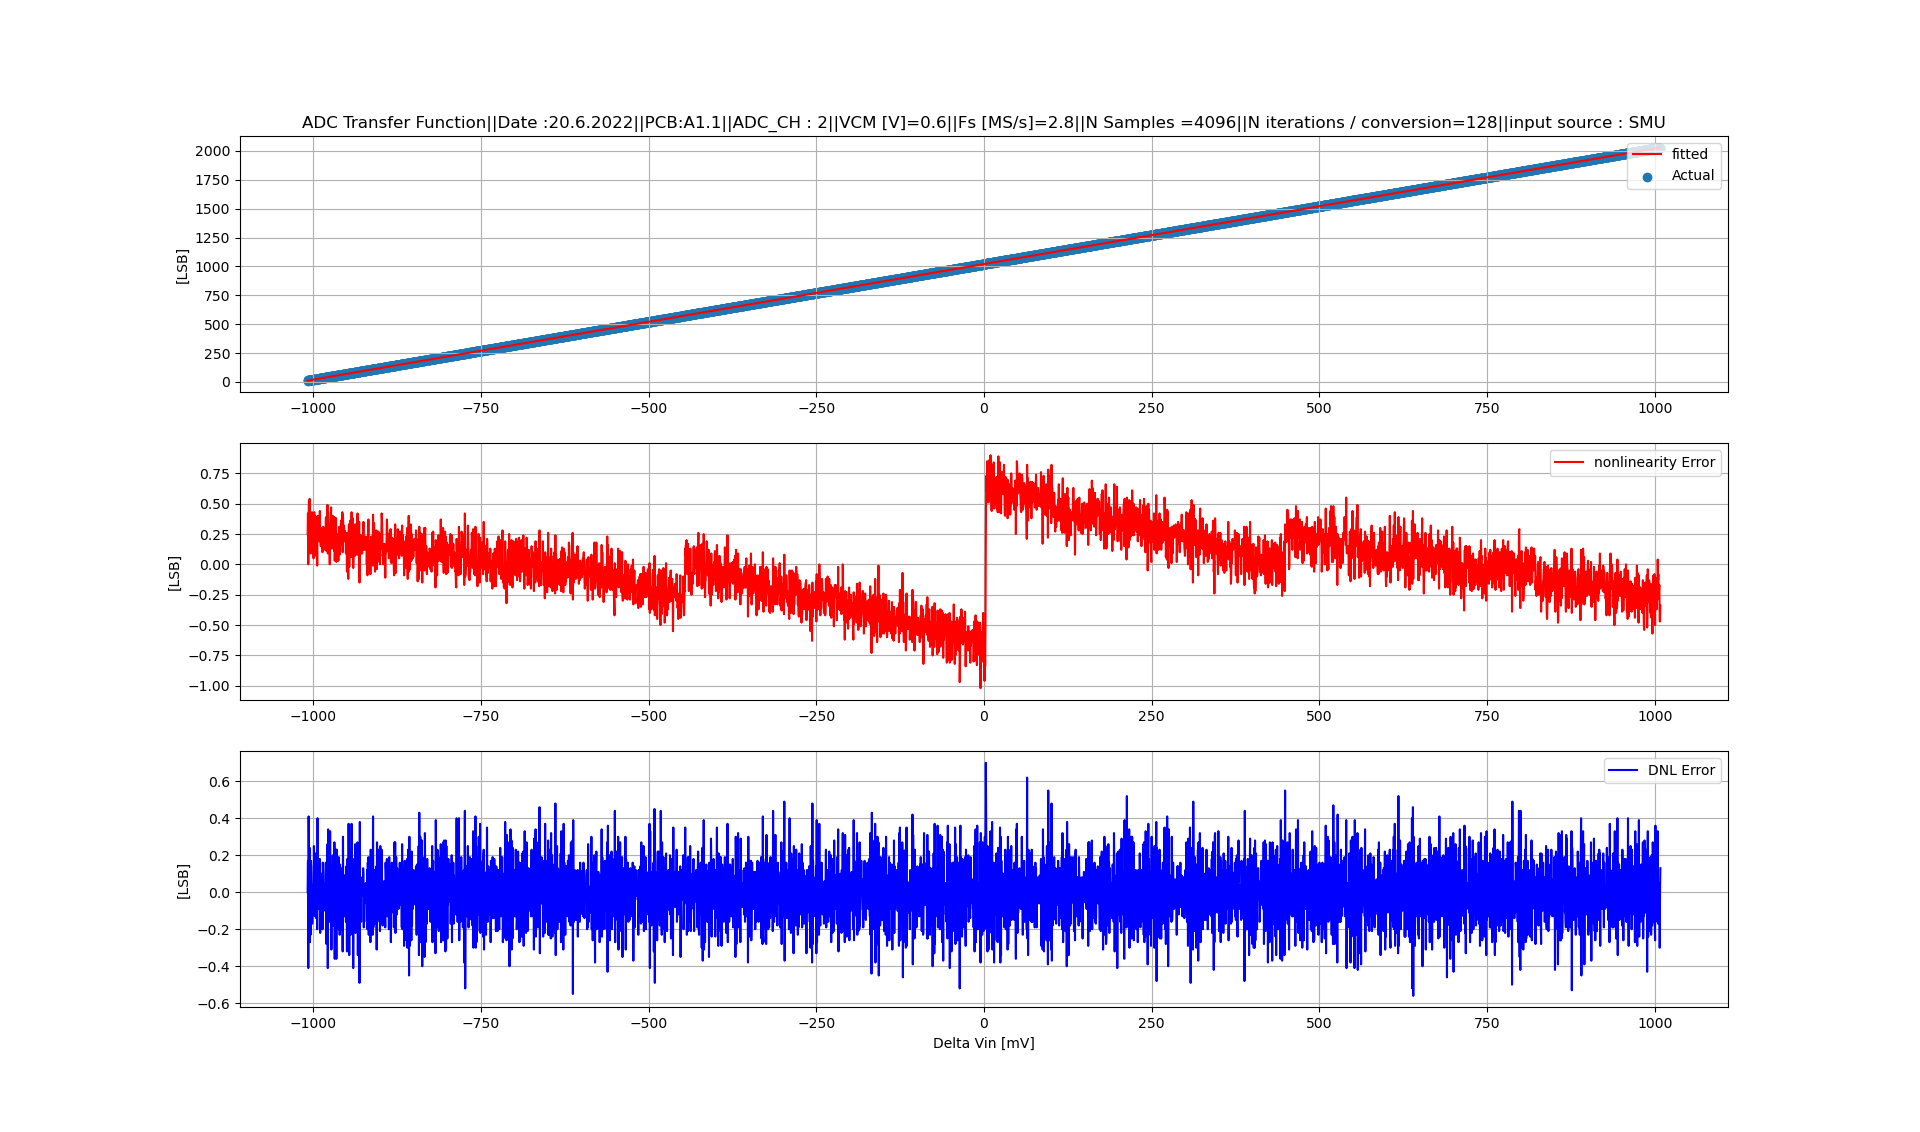 ADC Transfer Function||Date :20.6.2022||PCB:A1.1||ADC_CH : 2||VCM [V]=0.6||Fs [MS/s]=2.8||N Samples =4096||N iterations / conversion=128||input source : SMU
2000
1750
1500
1250
1000
750
500
250
0
[LSB]
fitted
Actual
−1000 −750 −500 −250 0 250 500 750 1000
0.75
0.50
0.25
0.00
−0.25
−0.50
−0.75
−1.00
[LSB]
nonlinearity Error
−1000 −750 −500 −250 0 250 500 750 1000
0.6
0.4
0.2
0.0
−0.2
−0.4
−0.6
[LSB]
DNL Error
−1000 −750 −500 −250 0 250 500 750 1000
Delta Vin [mV]